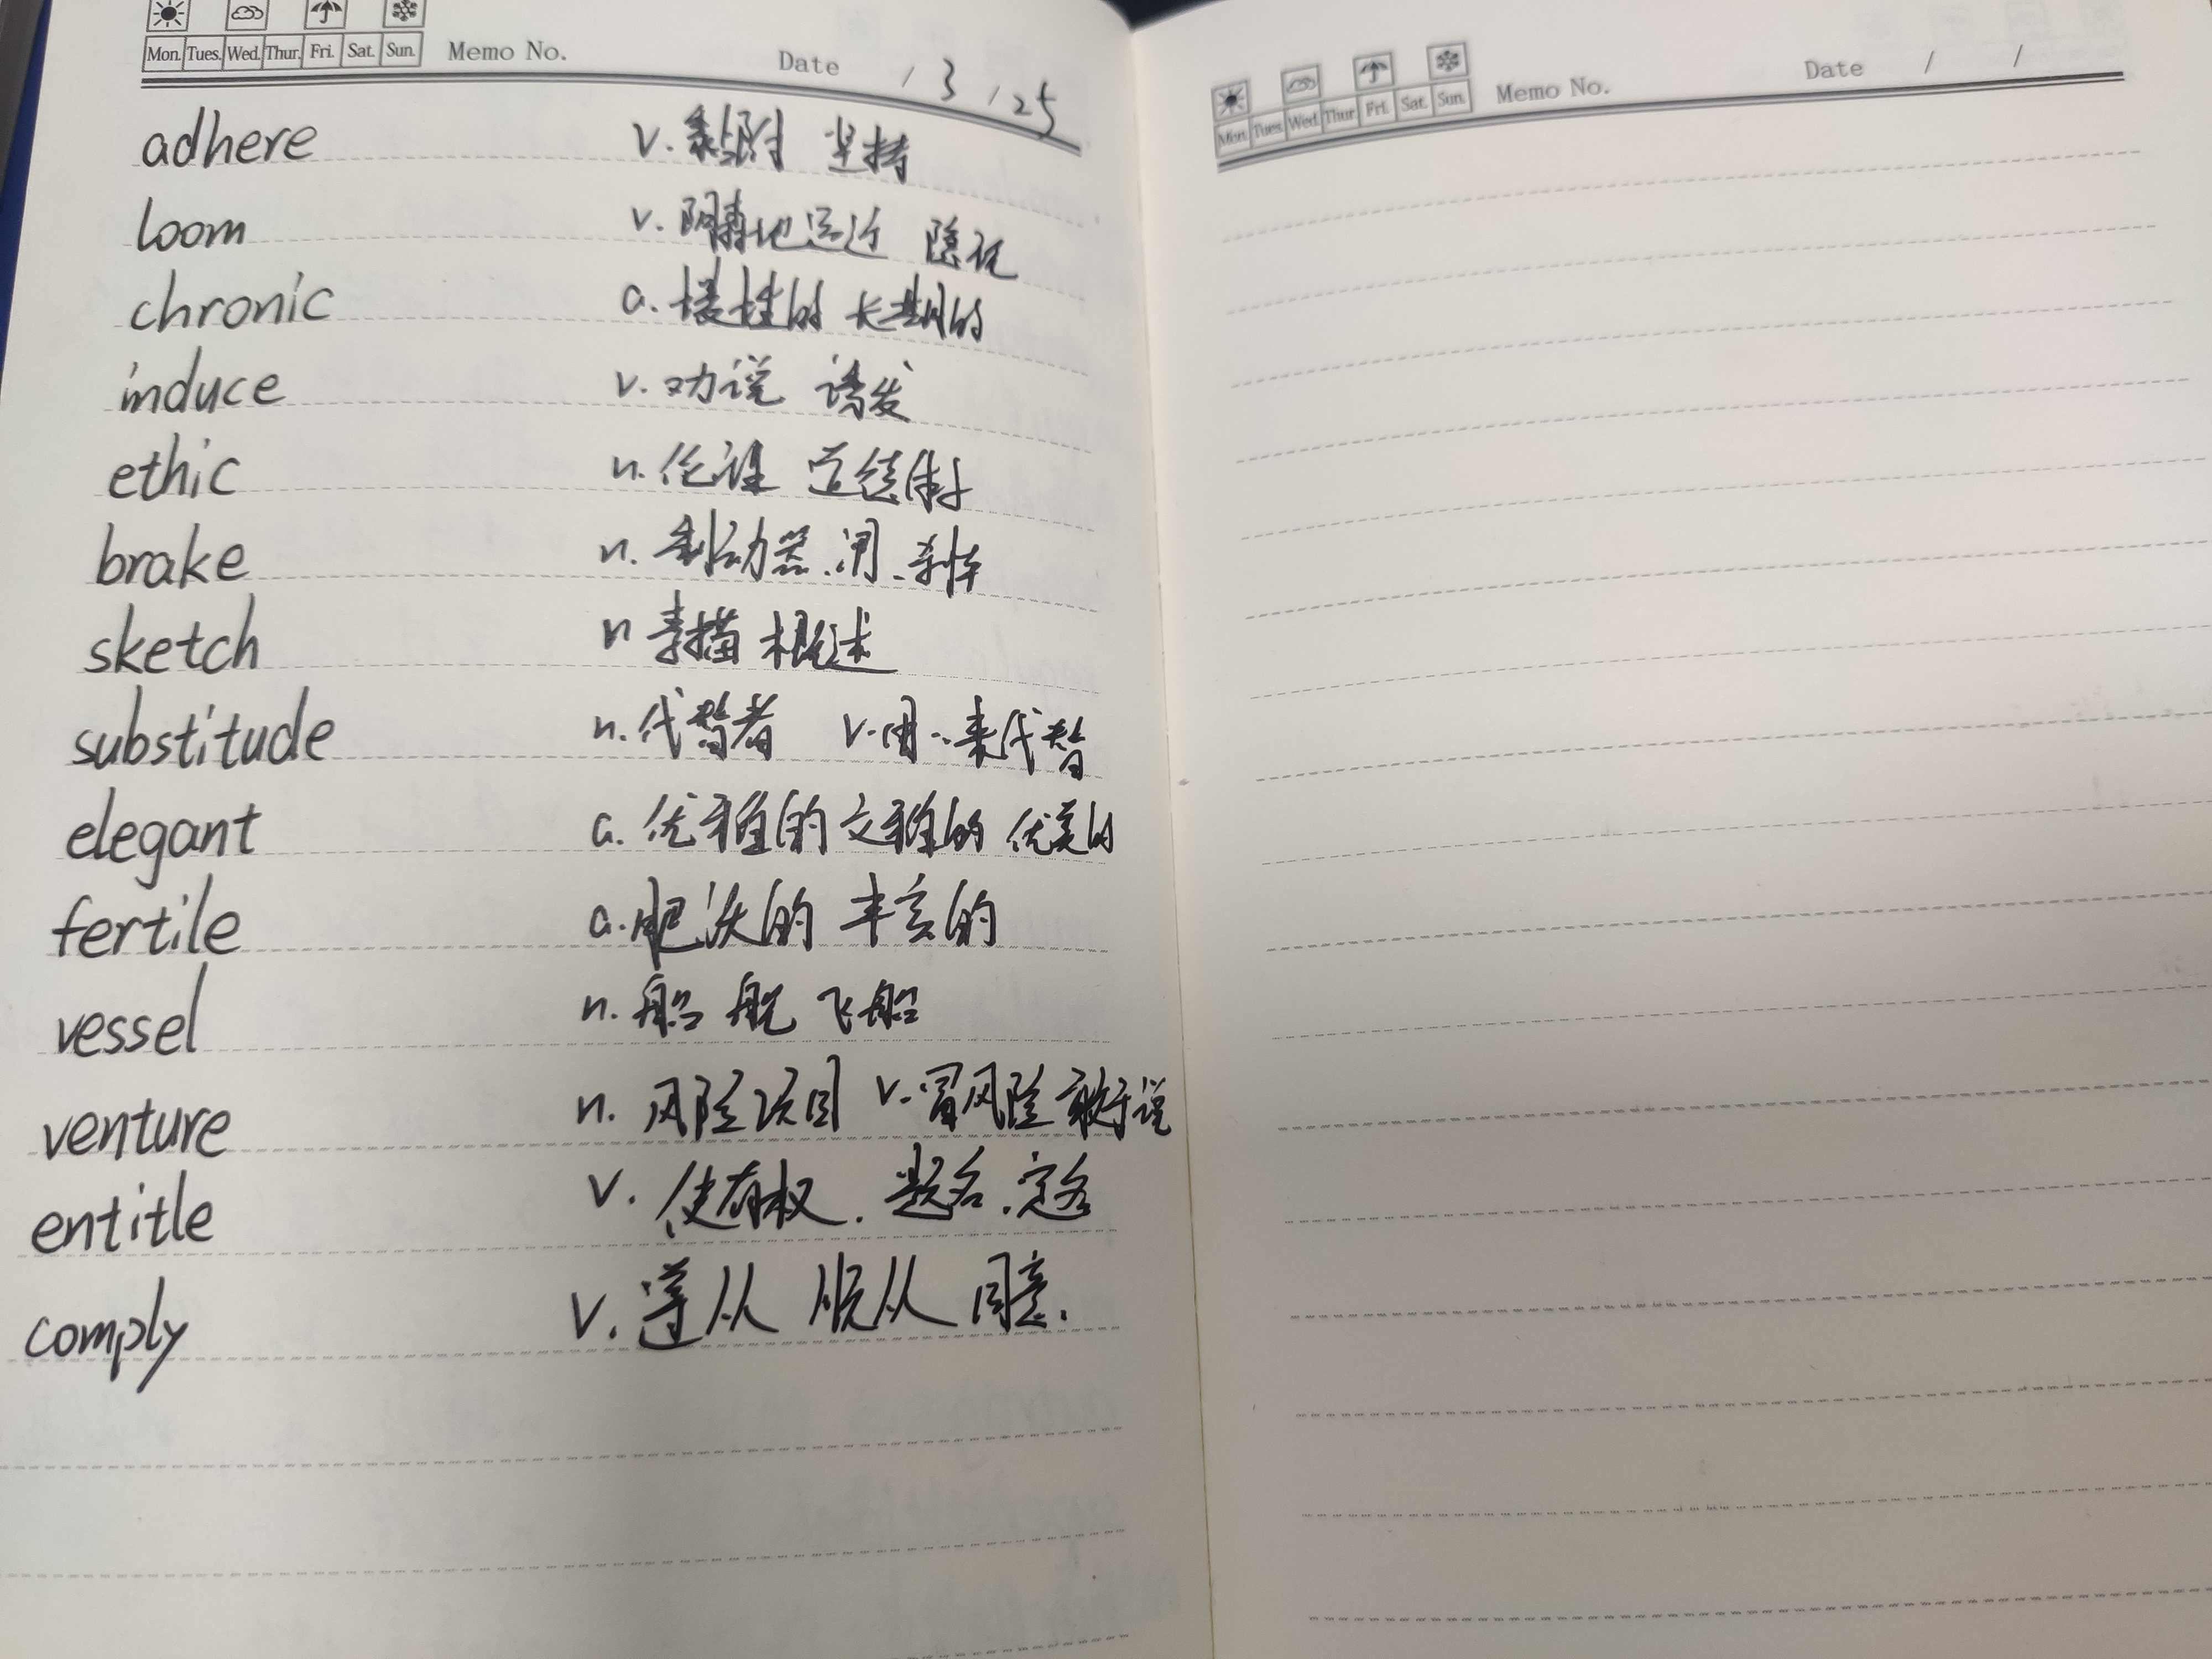 Mon. Tues. Wed. Thur. Fri. Sat. Sun. Memo No. Date / 3 / 25
adhere v. 黏附 坚持
loom v. 阴森地逼近 隐现
chronic a. 慢性的 长期的
induce v. 劝说 诱发
ethic n. 伦理 道德体制
brake n. 制动器.闸.刹车
sketch n 素描 概述
substitude n. 代替者 v.用..来代替
elegant a. 优雅的 文雅的 优美的
fertile a. 肥沃的 丰富的
vessel n. 船 舰 飞船
venture n. 风险项目 v.冒风险 敢于说
entitle v. 使有权. 题名.定名
comply v. 遵从 顺从 同意.
Mon. Tues. Wed. Thur. Fri. Sat. Sun. Memo No. Date / /